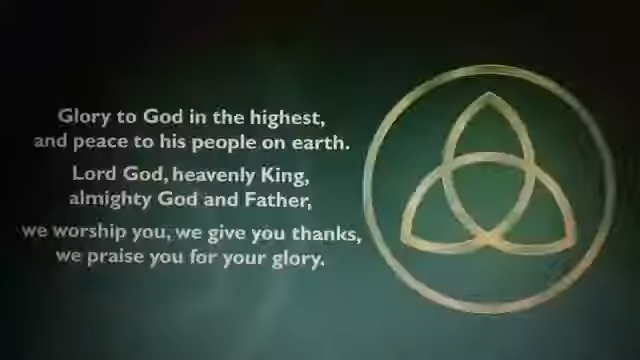 Glory to God in the highest,
and peace to his people on earth.
Lord God, heavenly King,
almighty God and Father,
we worship you, we give you thanks,
we praise you for your glory.